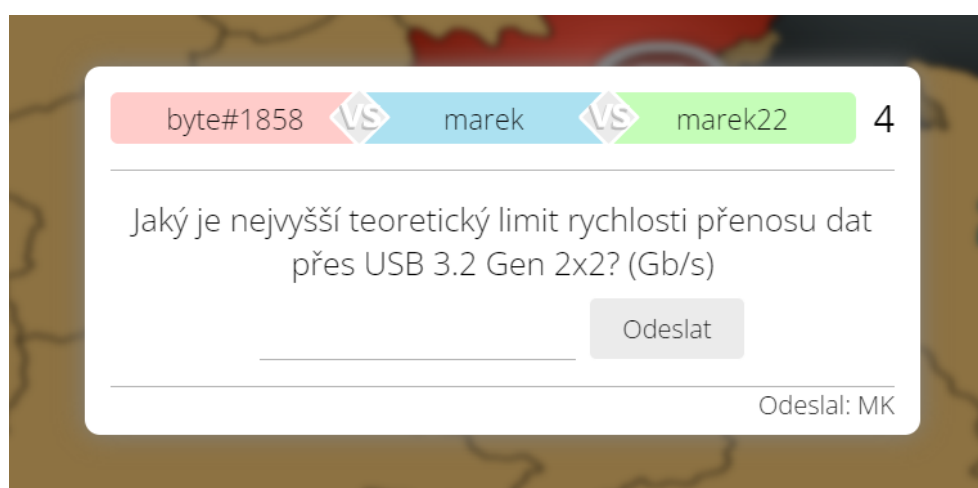 byte#1858 VS marek VS marek22 4
Jaký je nejvyšší teoretický limit rychlosti přenosu dat
přes USB 3.2 Gen 2x2? (Gb/s)
Odeslat
Odeslal: MK